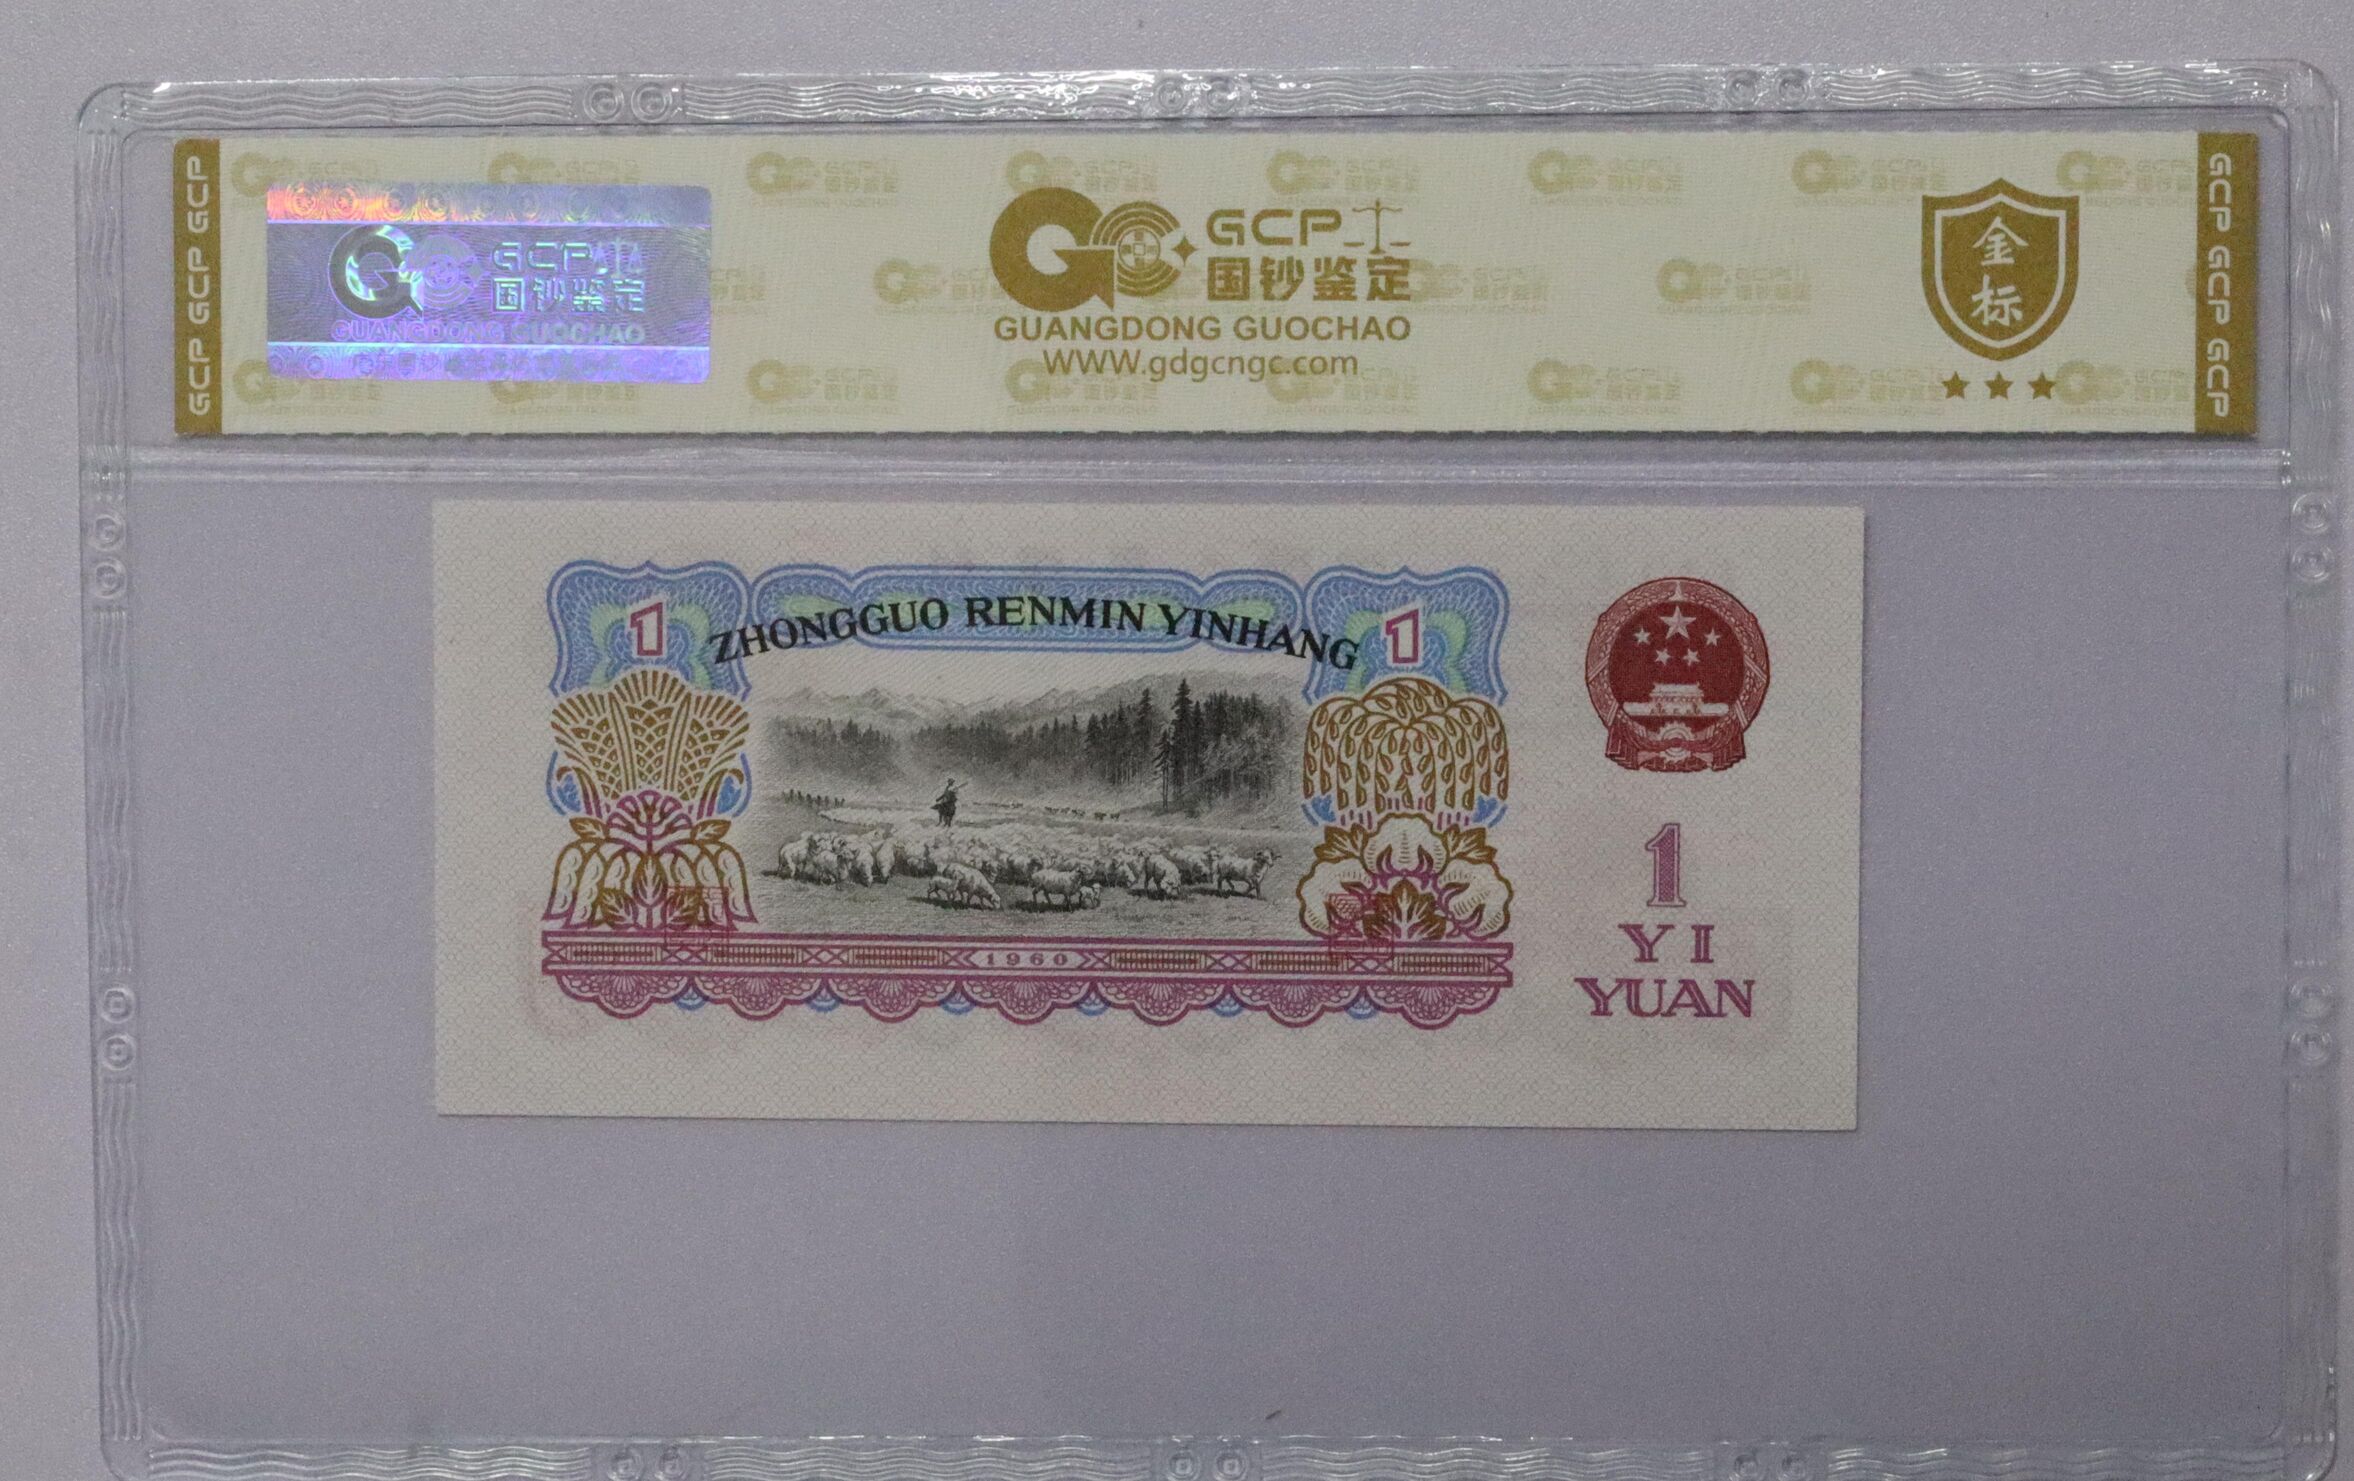 GCP GCP GCP
GCP
国钞鉴定
GUANGDONG GUOCHAO
GCP
国钞鉴定
GUANGDONG GUOCHAO
WWW.gdgcngc.com
金
标
GCP GCP GCP
ZHONGGUO RENMIN YINHANG
1
1
1960
1
YI
YUAN